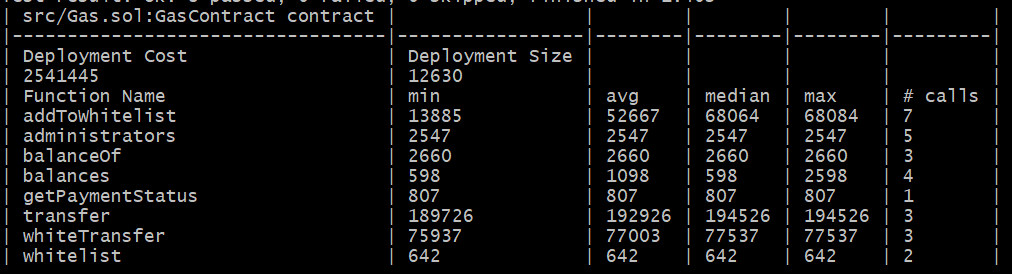 | src/Gas.sol:GasContract contract | | | | | |
|----------------------------------|-----------------|--------|--------|--------|---------|
| Deployment Cost | Deployment Size | | | | |
| 2541445 | 12630 | | | | |
| Function Name | min | avg | median | max | # calls |
| addToWhitelist | 13885 | 52667 | 68064 | 68084 | 7 |
| administrators | 2547 | 2547 | 2547 | 2547 | 5 |
| balanceOf | 2660 | 2660 | 2660 | 2660 | 3 |
| balances | 598 | 1098 | 598 | 2598 | 4 |
| getPaymentStatus | 807 | 807 | 807 | 807 | 1 |
| transfer | 189726 | 192926 | 194526 | 194526 | 3 |
| whiteTransfer | 75937 | 77003 | 77537 | 77537 | 3 |
| whitelist | 642 | 642 | 642 | 642 | 2 |